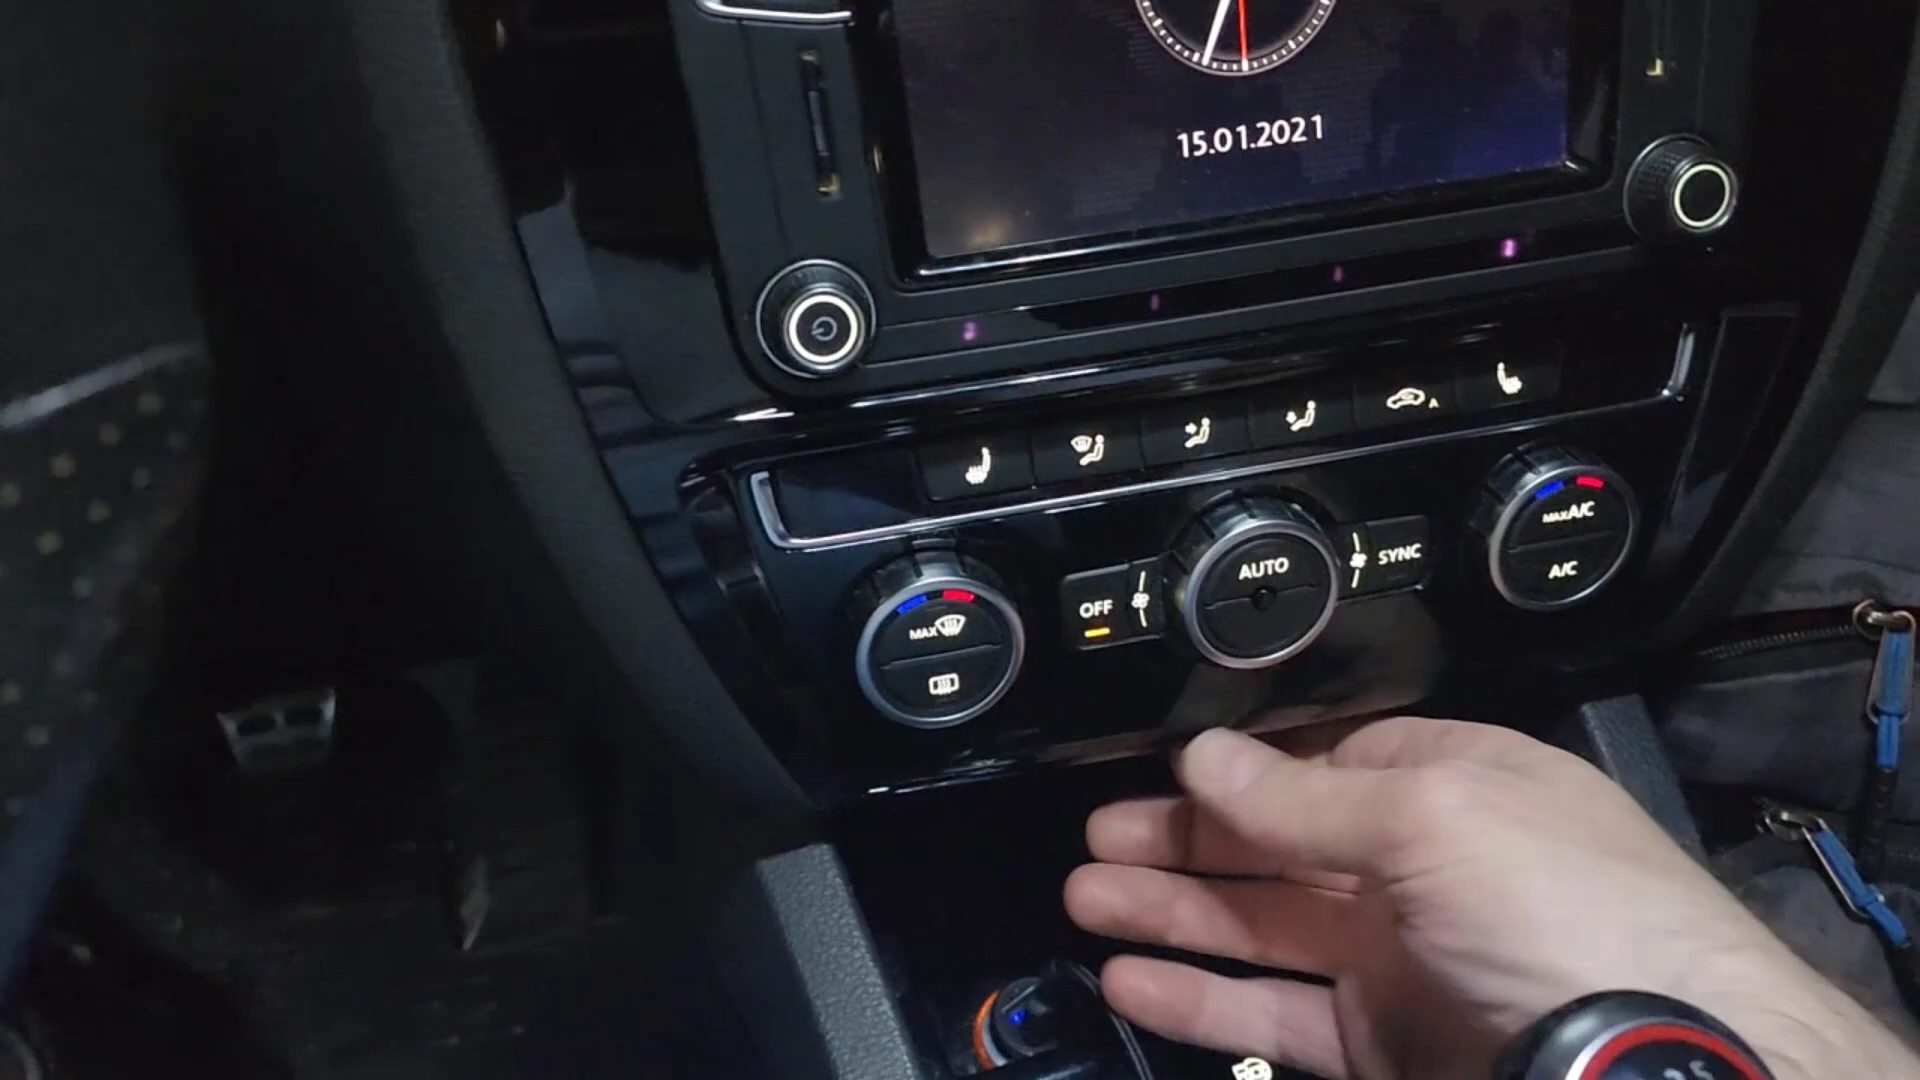 15.01.2021
A
MAX A/C
A/C
AUTO
SYNC
OFF
MAX